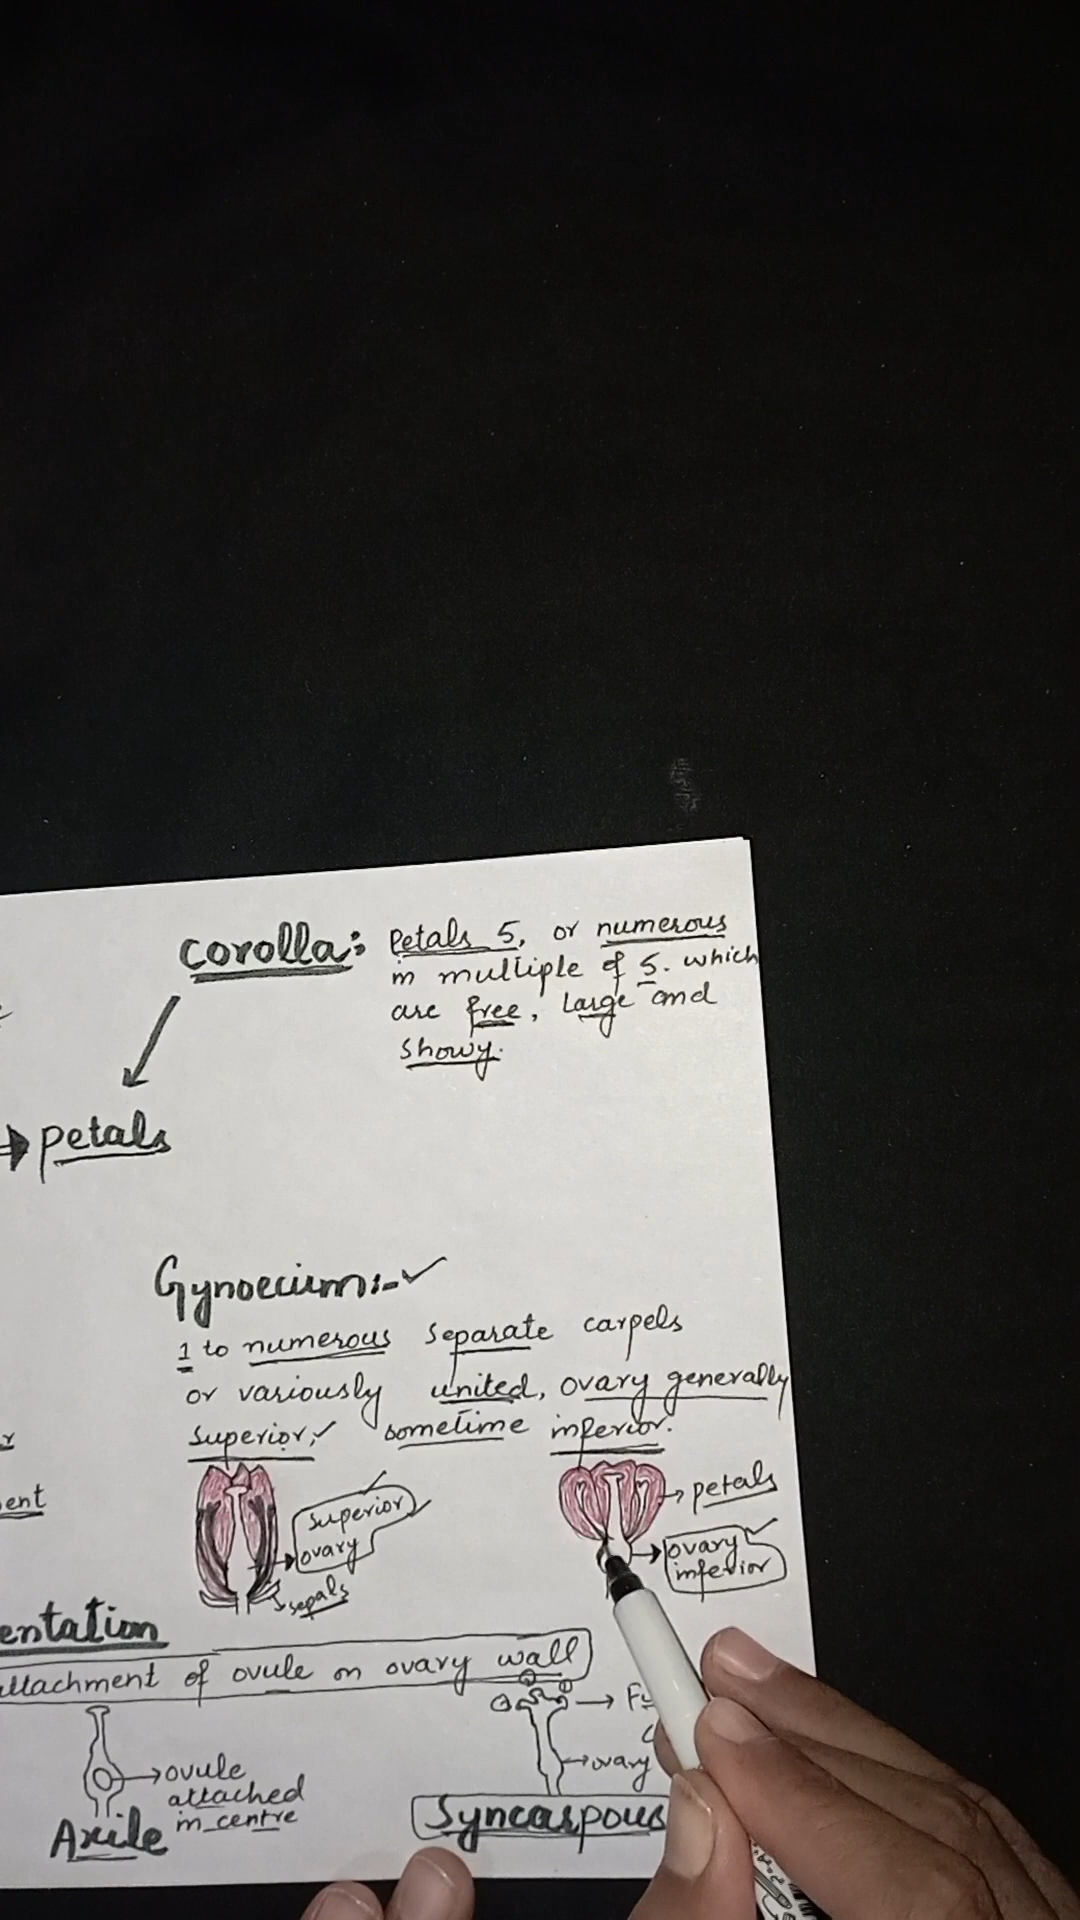 corolla:
Petals 5, or numerous
in multiple of 5. which
are free, Large and
showy.
petals
Gynoecium:-
1 to numerous separate carpels
or variously united, ovary generally
superior, sometime inferior.
superior
ovary
sepals
petals
ovary
inferior
ent
entation
attachment of ovule on ovary wall
ovule
attached
in centre
Axile
ovary
Syncarpous